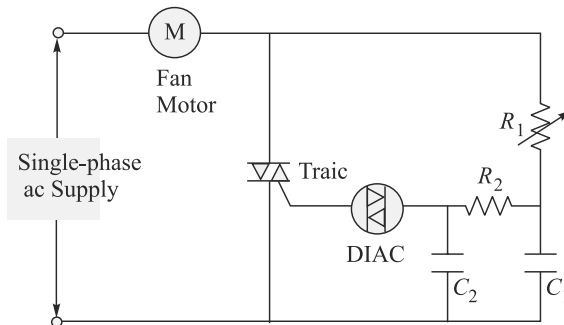 M
Fan
Motor
R1
Single-phase
ac Supply
Traic
R2
DIAC
C2
C